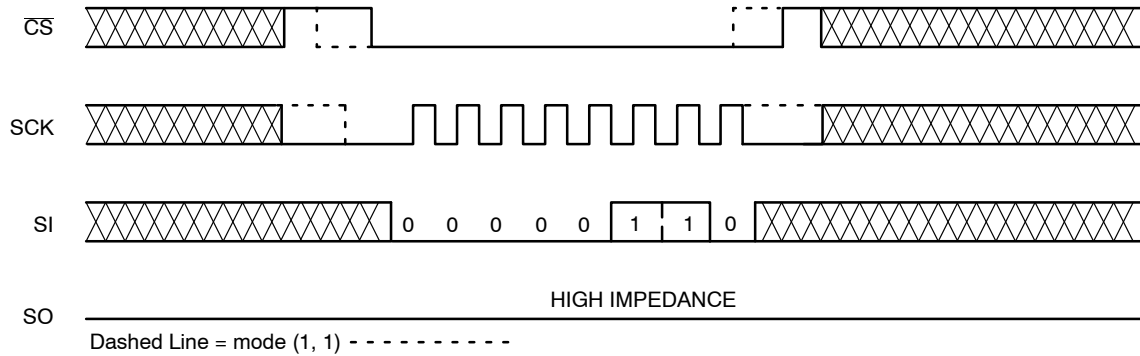 CS
SCK
SI 0 0 0 0 0 1 1 0
HIGH IMPEDANCE
SO
Dashed Line = mode (1, 1)